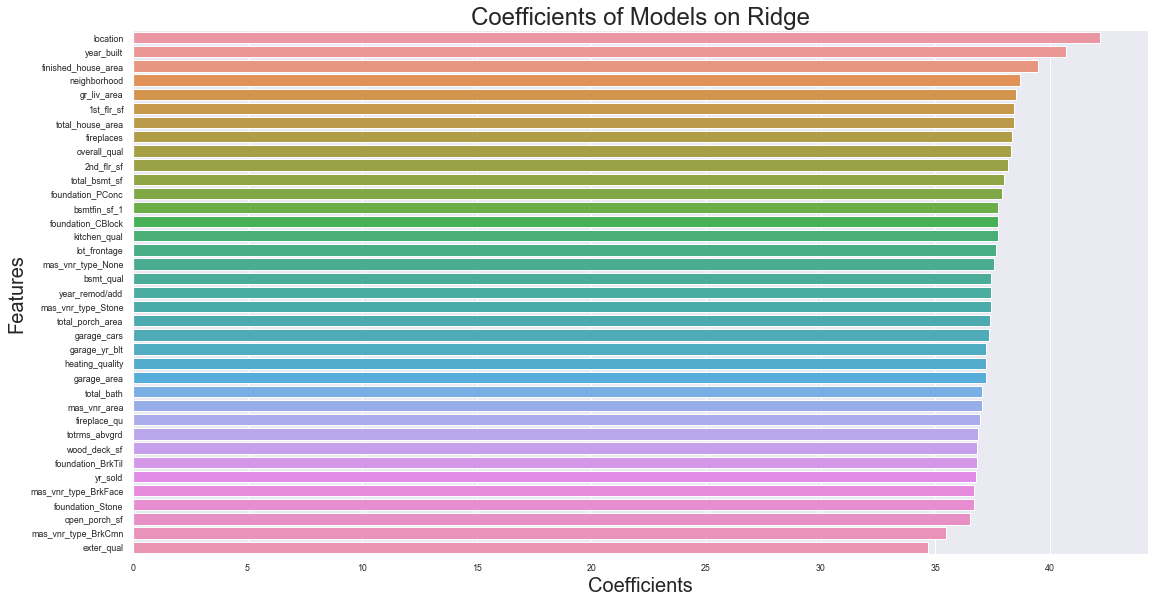 Coefficients of Models on Ridge
location
year_built
finished_house_area
neighborhood
gr_liv_area
1st_flr_sf
total_house_area
fireplaces
overall_qual
2nd_flr_sf
total_bsmt_sf
foundation_PConc
bsmtfin_sf_1
foundation_CBlock
kitchen_qual
lot_frontage
mas_vnr_type_None
bsmt_qual
year_remod/add
mas_vnr_type_Stone
total_porch_area
garage_cars
garage_yr_blt
heating_quality
garage_area
total_bath
mas_vnr_area
fireplace_qu
totrms_abvgrd
wood_deck_sf
foundation_BrkTil
yr_sold
mas_vnr_type_BrkFace
foundation_Stone
open_porch_sf
mas_vnr_type_BrkCmn
exter_qual
Features
0 5 10 15 20 25 30 35 40
Coefficients